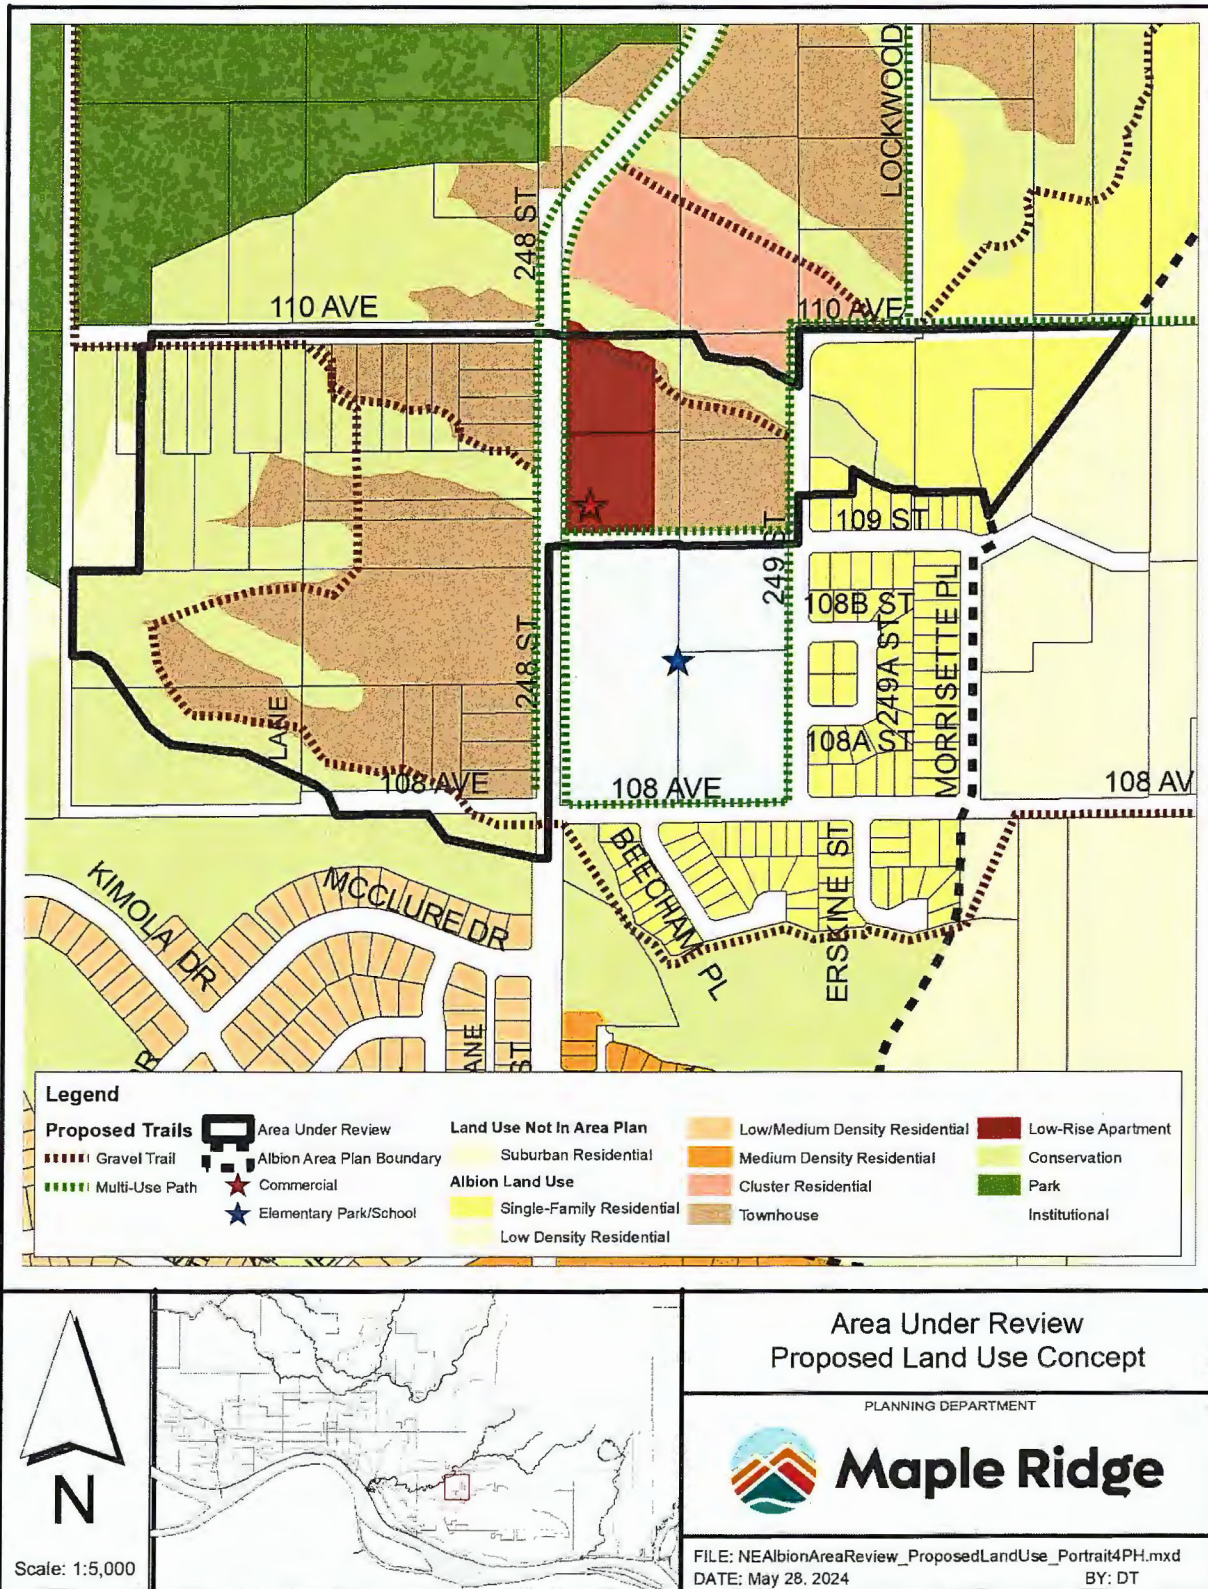 LOCKWOOD
248 ST
110 AVE
110 AVE
109 ST
249 ST
108B ST
249A ST
MORRISETTE PL
248 ST
LANE
108A ST
108 AVE
108 AVE
108 AV
BEECHAM PL
ERSKINE ST
KIMOLA DR
MCCLURE DR
ANE
ST
Legend
Proposed Trails
Gravel Trail
Multi-Use Path
Area Under Review
Albion Area Plan Boundary
Commercial
Elementary Park/School
Land Use Not In Area Plan
Suburban Residential
Albion Land Use
Single-Family Residential
Low Density Residential
Low/Medium Density Residential
Medium Density Residential
Cluster Residential
Townhouse
Low-Rise Apartment
Conservation
Park
Institutional
N
Scale: 1:5,000
Area Under Review
Proposed Land Use Concept
PLANNING DEPARTMENT
Maple Ridge
FILE: NEAlbionAreaReview_ProposedLandUse_Portrait4PH.mxd
DATE: May 28, 2024
BY: DT